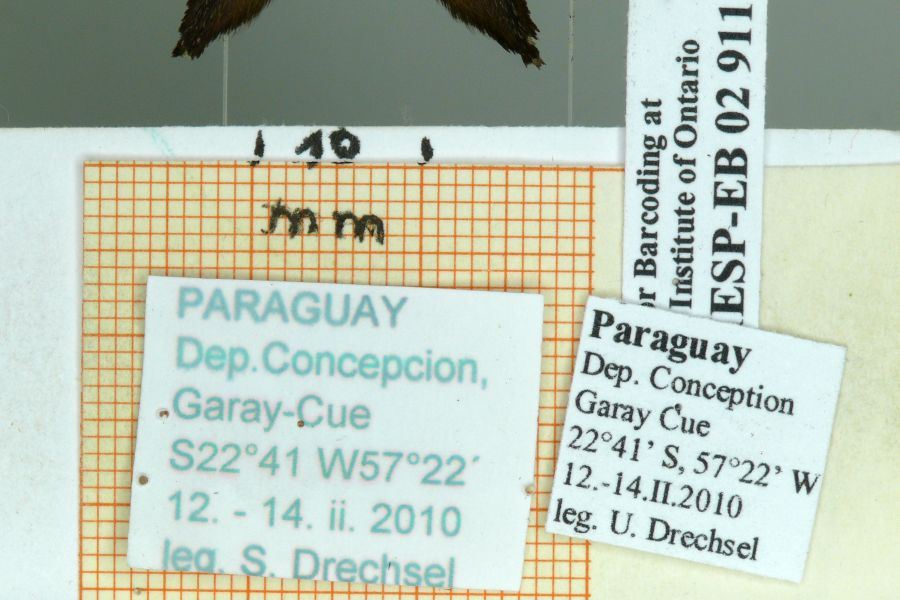 1 10 1
mm
PARAGUAY
Dep.Concepcion,
Garay-Cue
S22°41 W57°22´
12. - 14. ii. 2010
leg. S. Drechsel
Paraguay
Dep. Conception
Garay Cue
22°41' S, 57°22' W
12.-14.II.2010
leg. U. Drechsel
Barcoding at
Institute of Ontario
ESP-EB 02 911